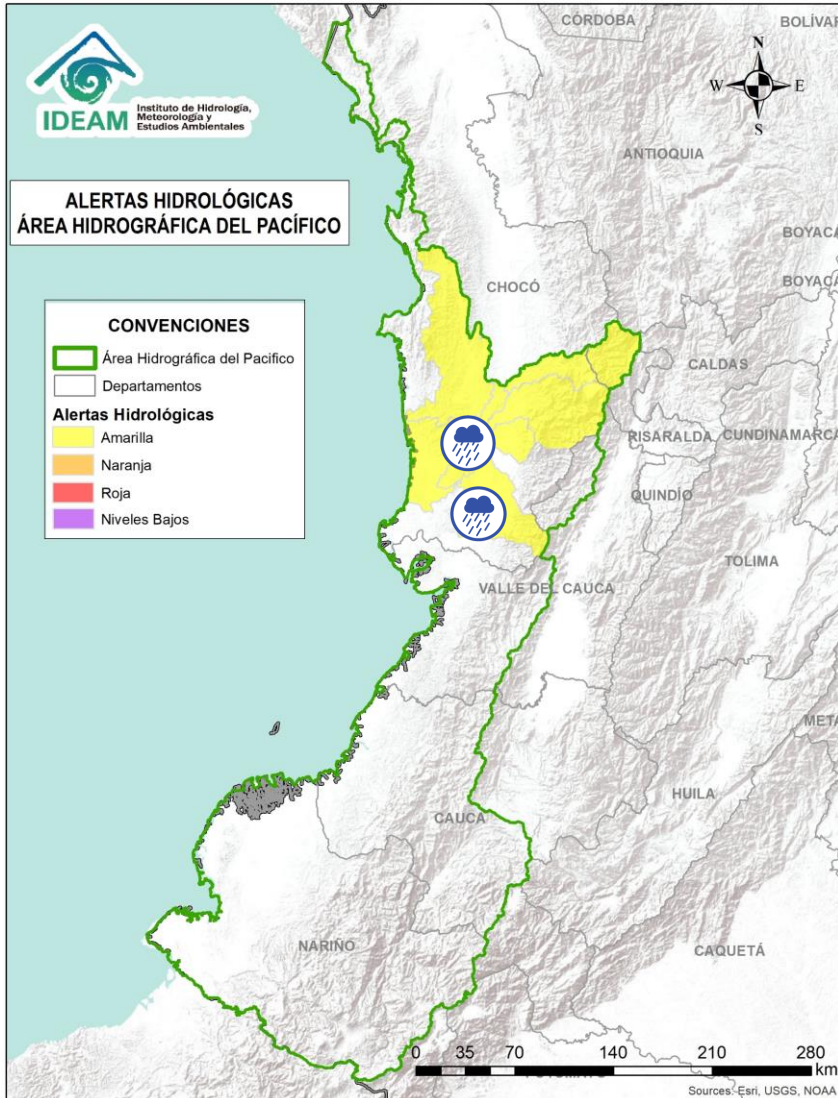 CÓRDOBA
BOLÍVAR
N
W
E
S
IDEAM
Instituto de Hidrología,
Meteorología y
Estudios Ambientales
ANTIOQUIA
ALERTAS HIDROLÓGICAS
ÁREA HIDROGRÁFICA DEL PACÍFICO
BOYACÁ
BOYACÁ
CHOCÓ
CONVENCIONES
Área Hidrográfica del Pacifico
Departamentos
Alertas Hidrológicas
Amarilla
Naranja
Roja
Niveles Bajos
CALDAS
RISARALDA
CUNDINAMARCA
QUINDÍO
TOLIMA
VALLE DEL CAUCA
META
HUILA
CAUCA
NARIÑO
CAQUETÁ
0 35 70 140 210 280
km
Sources: Esri, USGS, NOAA